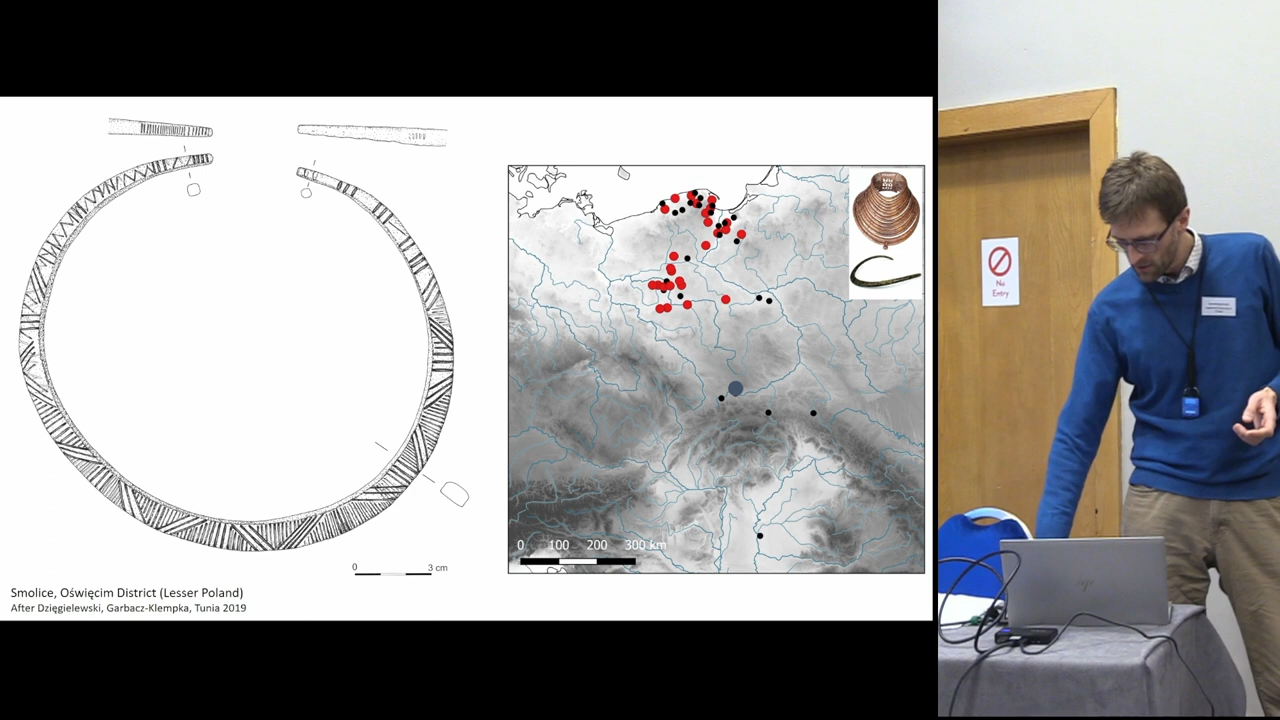 0
3 cm
Smolice, Oświęcim District (Lesser Poland)
After Dzięgielewski, Garbacz-Klempka, Tunia 2019
0 100 200 300 km
No
Entry
hp